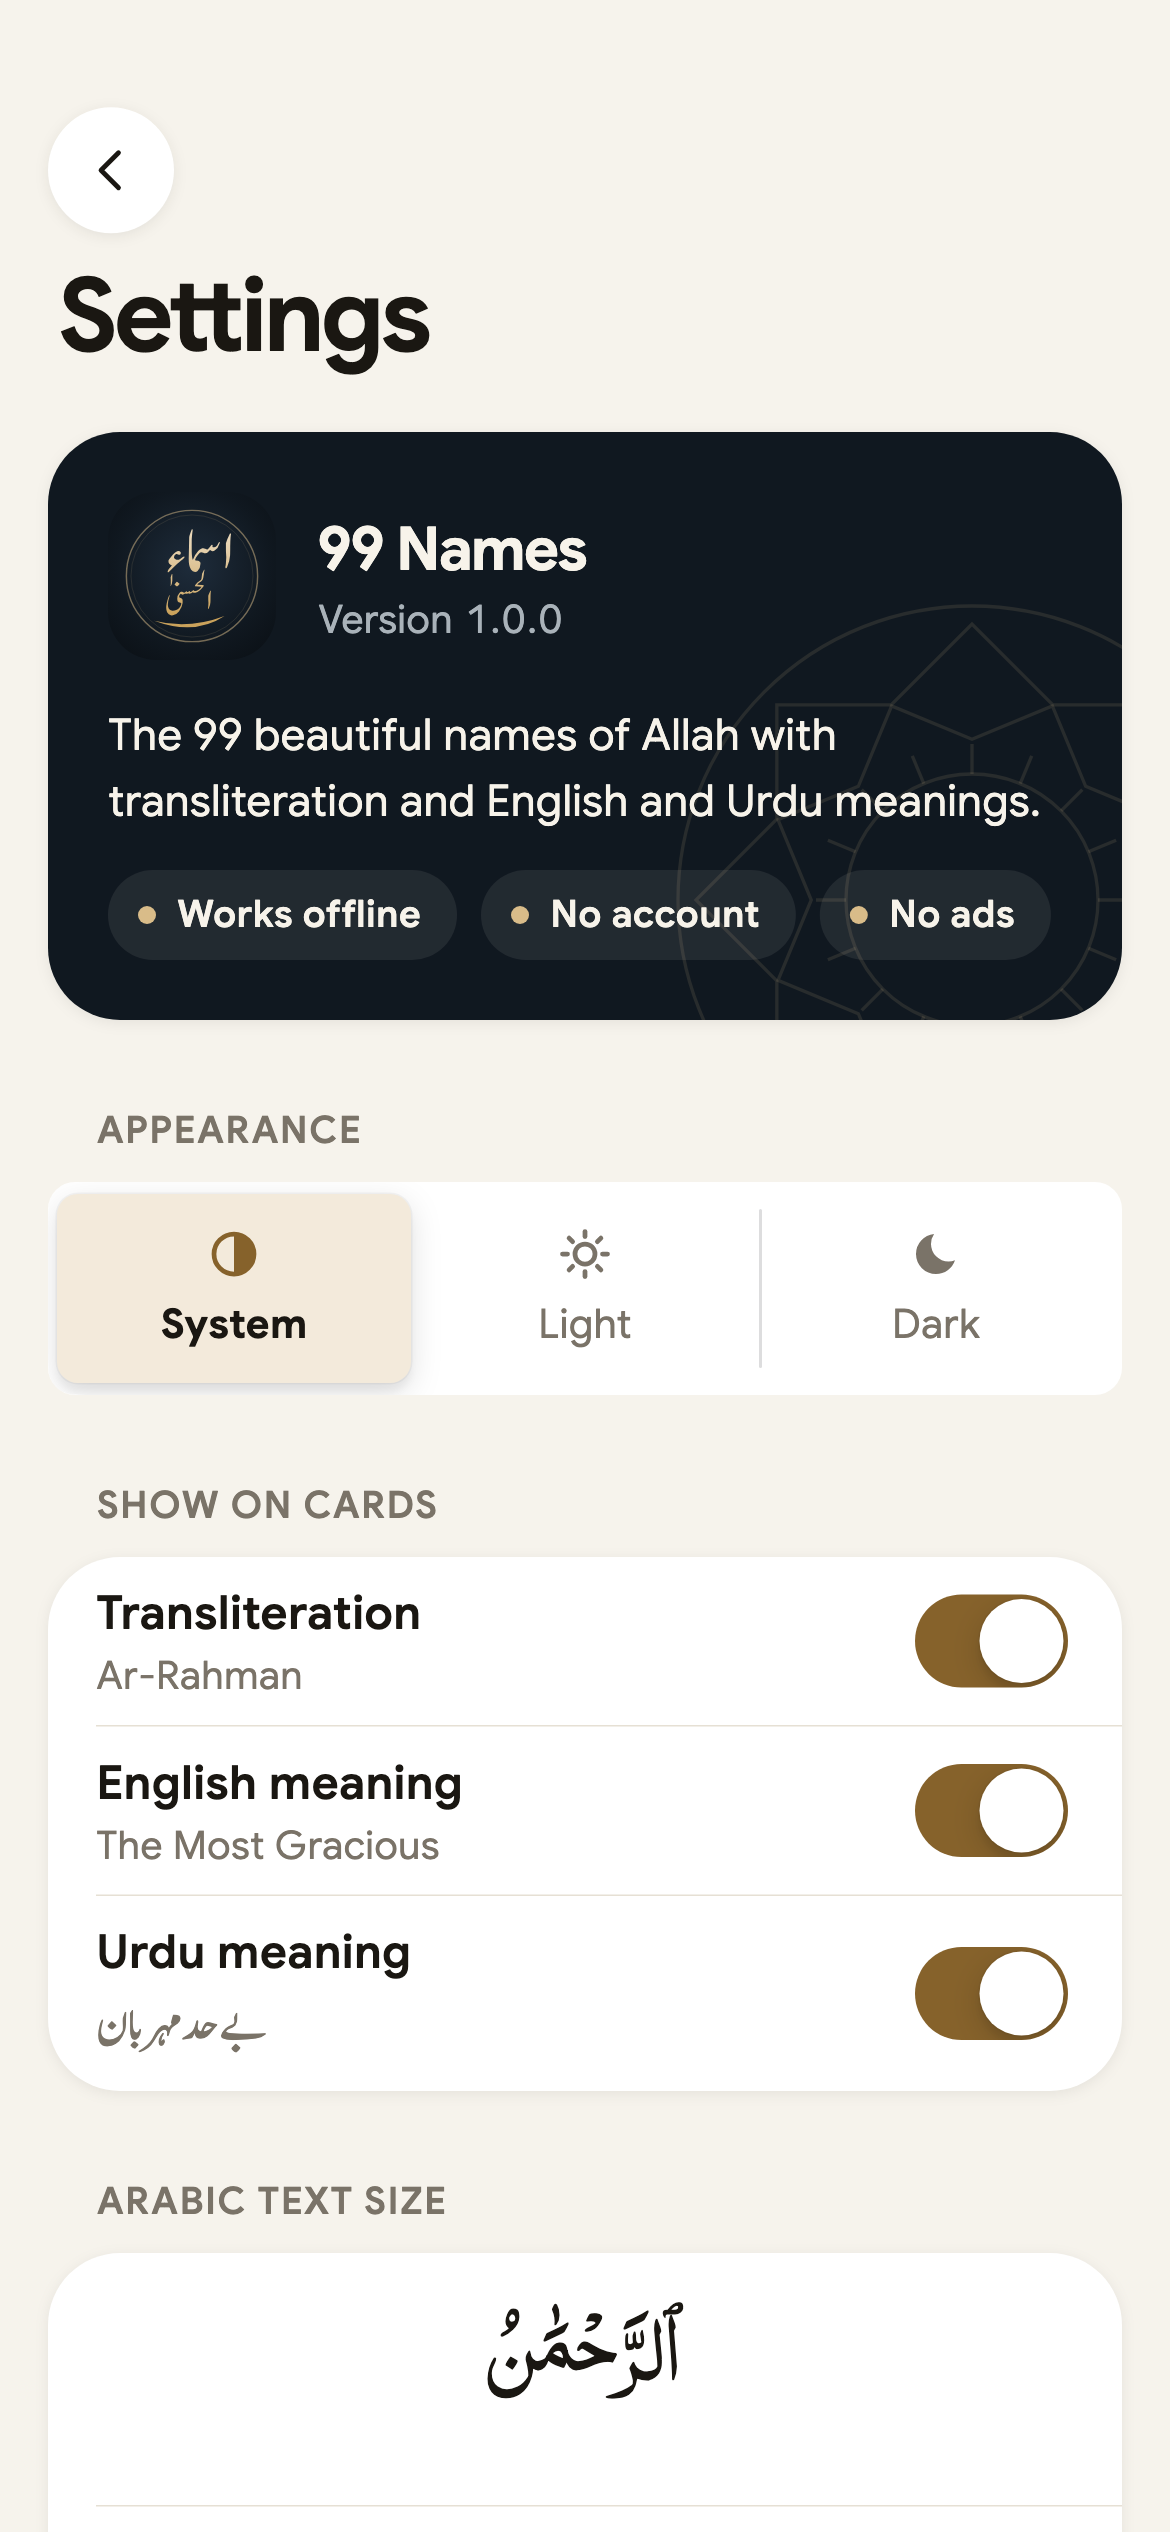 Settings
اسماء
الحسنى
99 Names
Version 1.0.0
The 99 beautiful names of Allah with
transliteration and English and Urdu meanings.
Works offline
No account
No ads
APPEARANCE
System
Light
Dark
SHOW ON CARDS
Transliteration
Ar-Rahman
English meaning
The Most Gracious
Urdu meaning
بے حد مہربان
ARABIC TEXT SIZE
ٱلرَّحْمَٰنُ